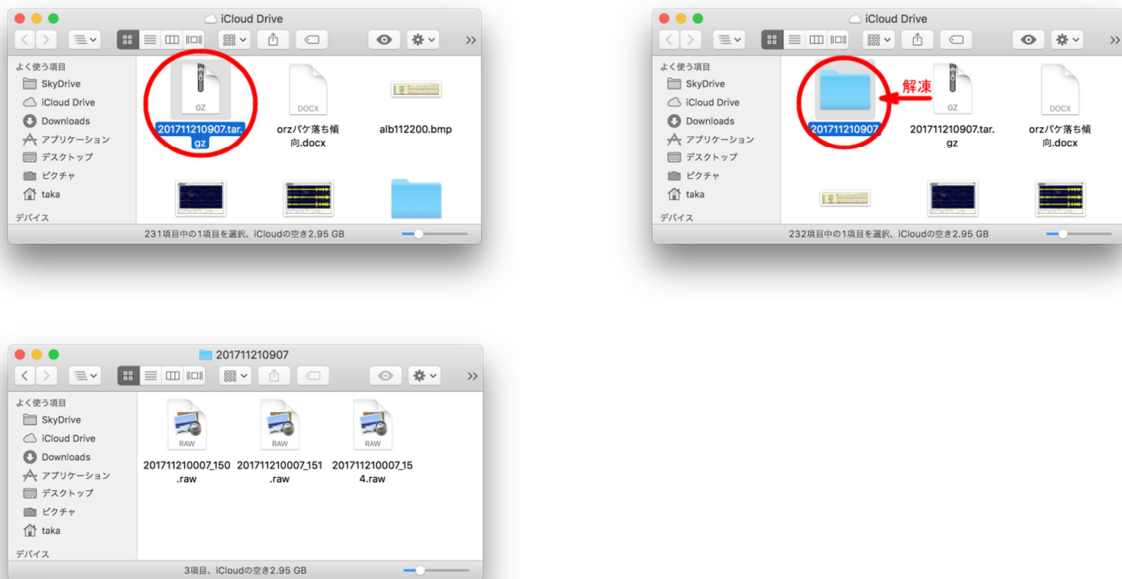 iCloud Drive
よく使う項目
SkyDrive
iCloud Drive
Downloads
アプリケーション
デスクトップ
ピクチャ
taka
デバイス
GZ
201711210907.tar.
gz
DOCX
orzパケ落ち傾
向.docx
alb112200.bmp
231項目中の1項目を選択、iCloudの空き2.95 GB
iCloud Drive
よく使う項目
SkyDrive
iCloud Drive
Downloads
アプリケーション
デスクトップ
ピクチャ
taka
デバイス
201711210907
解凍
GZ
201711210907.tar.
gz
DOCX
orzパケ落ち傾
向.docx
232項目中の1項目を選択、iCloudの空き2.95 GB
201711210907
よく使う項目
SkyDrive
iCloud Drive
Downloads
アプリケーション
デスクトップ
ピクチャ
taka
デバイス
RAW
201711210007_150
.raw
RAW
201711210007_151
.raw
RAW
201711210007_15
4.raw
3項目、iCloudの空き2.95 GB